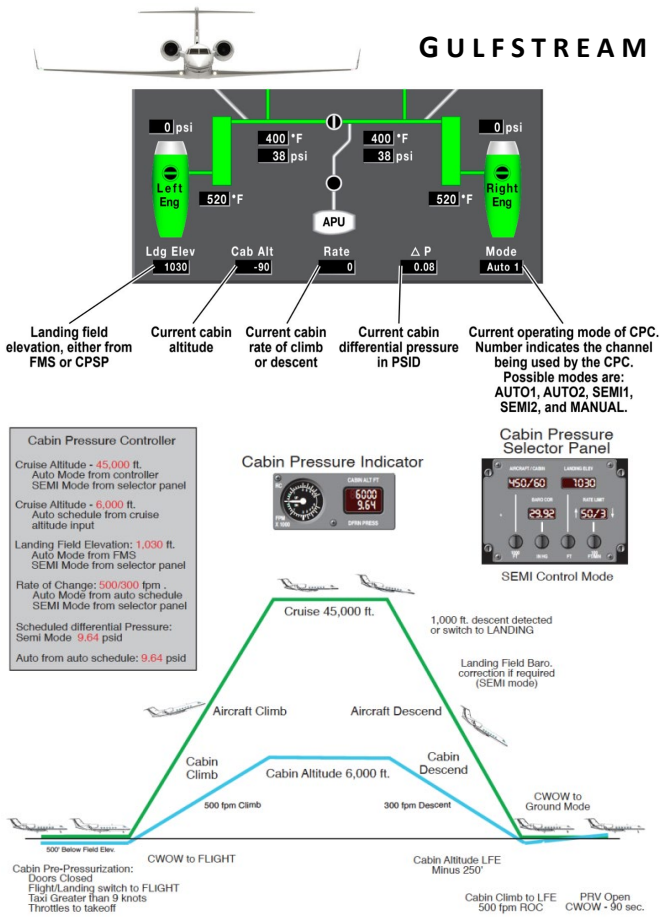 GULFSTREAM
0 psi
0 psi
400 °F
400 °F
38 psi
38 psi
Left
Eng
Right
Eng
520 °F
520 °F
APU
Ldg Elev Cab Alt Rate △ P Mode
1030 -90 0 0.08 Auto 1
Landing field
elevation, either from
FMS or CPSP
Current cabin
altitude
Current cabin
rate of climb
or descent
Current cabin
differential pressure
in PSID
Current operating mode of CPC.
Number indicates the channel
being used by the CPC.
Possible modes are:
AUTO1, AUTO2, SEMI1,
SEMI2, and MANUAL.
Cabin Pressure Controller
Cruise Altitude - 45,000 ft.
Auto Mode from controller
SEMI Mode from selector panel
Cruise Altitude - 6,000 ft.
Auto schedule from cruise
altitude input
Landing Field Elevation: 1,030 ft.
Auto Mode from FMS
SEMI Mode from selector panel
Rate of Change: 500/300 fpm .
Auto Mode from auto schedule
SEMI Mode from selector panel
Scheduled differential Pressure:
Semi Mode 9.64 psid
Auto from auto schedule: 9.64 psid
Cabin Pressure Indicator
CABIN ALT FT
6000
9.64
DFRN PRESS
FPM
X 1000
Cabin Pressure
Selector Panel
AIRCRAFT / CABIN LANDING ELEV
450/60 1030
BARO COR RATE LIMIT
29.92 50/3
SEMI Control Mode
Cruise 45,000 ft.
1,000 ft. descent detected
or switch to LANDING
Landing Field Baro.
correction if required
(SEMI mode)
Aircraft Climb
Aircraft Descend
Cabin
Climb
Cabin Altitude 6,000 ft.
Cabin
Descend
500 fpm Climb
300 fpm Descent
CWOW to
Ground Mode
500' Below Field Elev.
CWOW to FLIGHT
Cabin Pre-Pressurization:
Doors Closed
Flight/Landing switch to FLIGHT
Taxi Greater than 9 knots
Throttles to takeoff
Cabin Altitude LFE
Minus 250'
Cabin Climb to LFE
500 fpm ROC
PRV Open
CWOW - 90 sec.